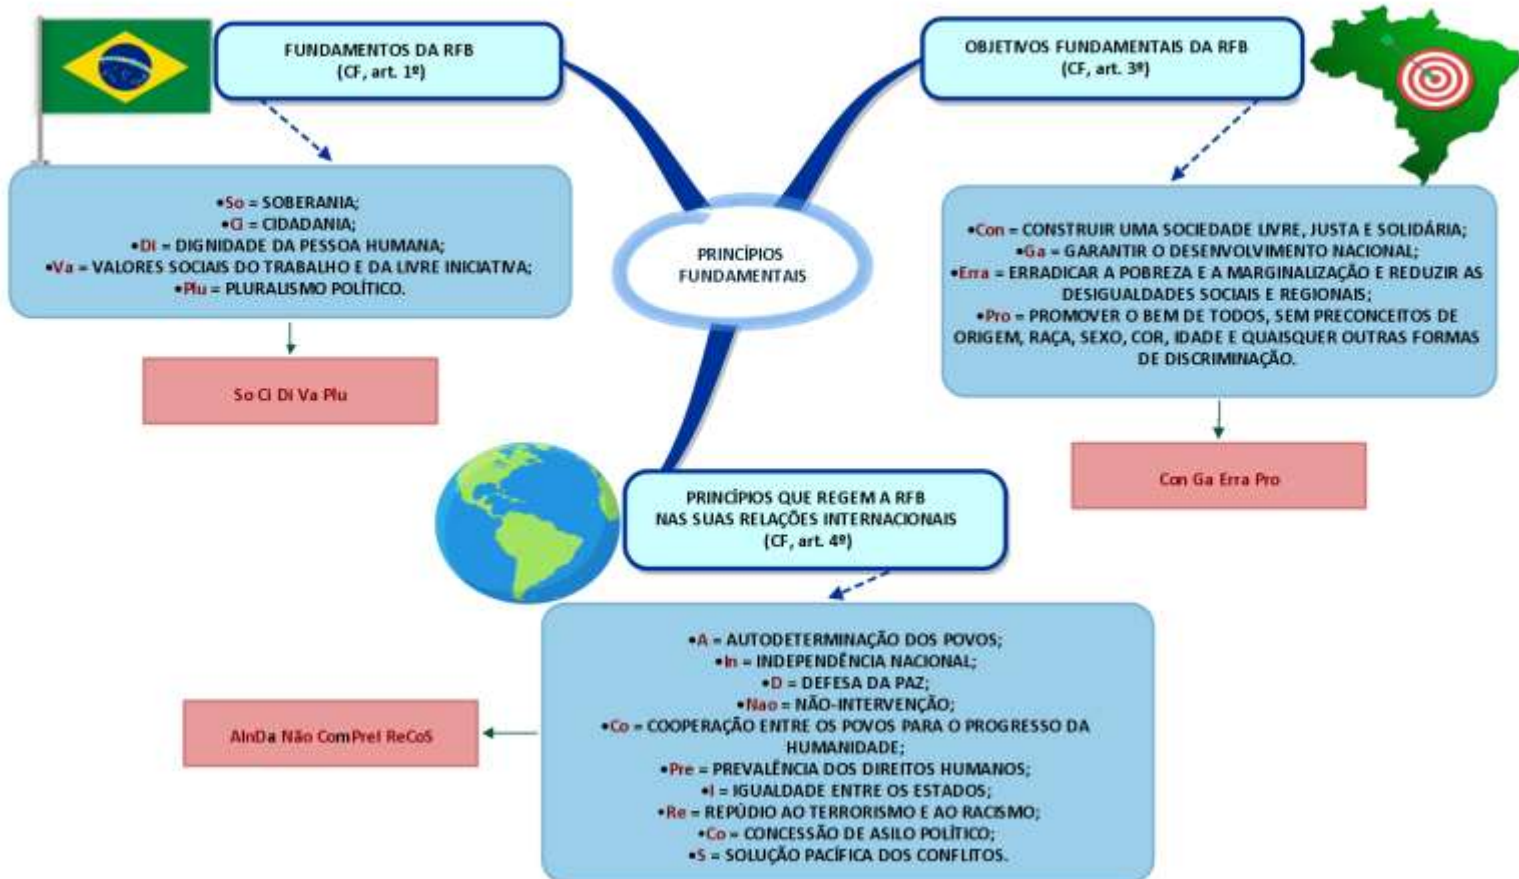 FUNDAMENTOS DA RFB
(CF, art. 1º)
•So = SOBERANIA;
•Ci = CIDADANIA;
•Di = DIGNIDADE DA PESSOA HUMANA;
•Va = VALORES SOCIAIS DO TRABALHO E DA LIVRE INICIATIVA;
•Plu = PLURALISMO POLÍTICO.
So Ci Di Va Plu
OBJETIVOS FUNDAMENTAIS DA RFB
(CF, art. 3º)
•Con = CONSTRUIR UMA SOCIEDADE LIVRE, JUSTA E SOLIDÁRIA;
•Ga = GARANTIR O DESENVOLVIMENTO NACIONAL;
•Erra = ERRADICAR A POBREZA E A MARGINALIZAÇÃO E REDUZIR AS
DESIGUALDADES SOCIAIS E REGIONAIS;
•Pro = PROMOVER O BEM DE TODOS, SEM PRECONCEITOS DE
ORIGEM, RAÇA, SEXO, COR, IDADE E QUAISQUER OUTRAS FORMAS
DE DISCRIMINAÇÃO.
Con Ga Erra Pro
PRINCÍPIOS
FUNDAMENTAIS
PRINCÍPIOS QUE REGEM A RFB
NAS SUAS RELAÇÕES INTERNACIONAIS
(CF, art. 4º)
•A = AUTODETERMINAÇÃO DOS POVOS;
•In = INDEPENDÊNCIA NACIONAL;
•D = DEFESA DA PAZ;
•Nao = NÃO-INTERVENÇÃO;
•Co = COOPERAÇÃO ENTRE OS POVOS PARA O PROGRESSO DA
HUMANIDADE;
•Pre = PREVALÊNCIA DOS DIREITOS HUMANOS;
•I = IGUALDADE ENTRE OS ESTADOS;
•Re = REPÚDIO AO TERRORISMO E AO RACISMO;
•Co = CONCESSÃO DE ASILO POLÍTICO;
•S = SOLUÇÃO PACÍFICA DOS CONFLITOS.
AInDa Não ComPreI ReCoS